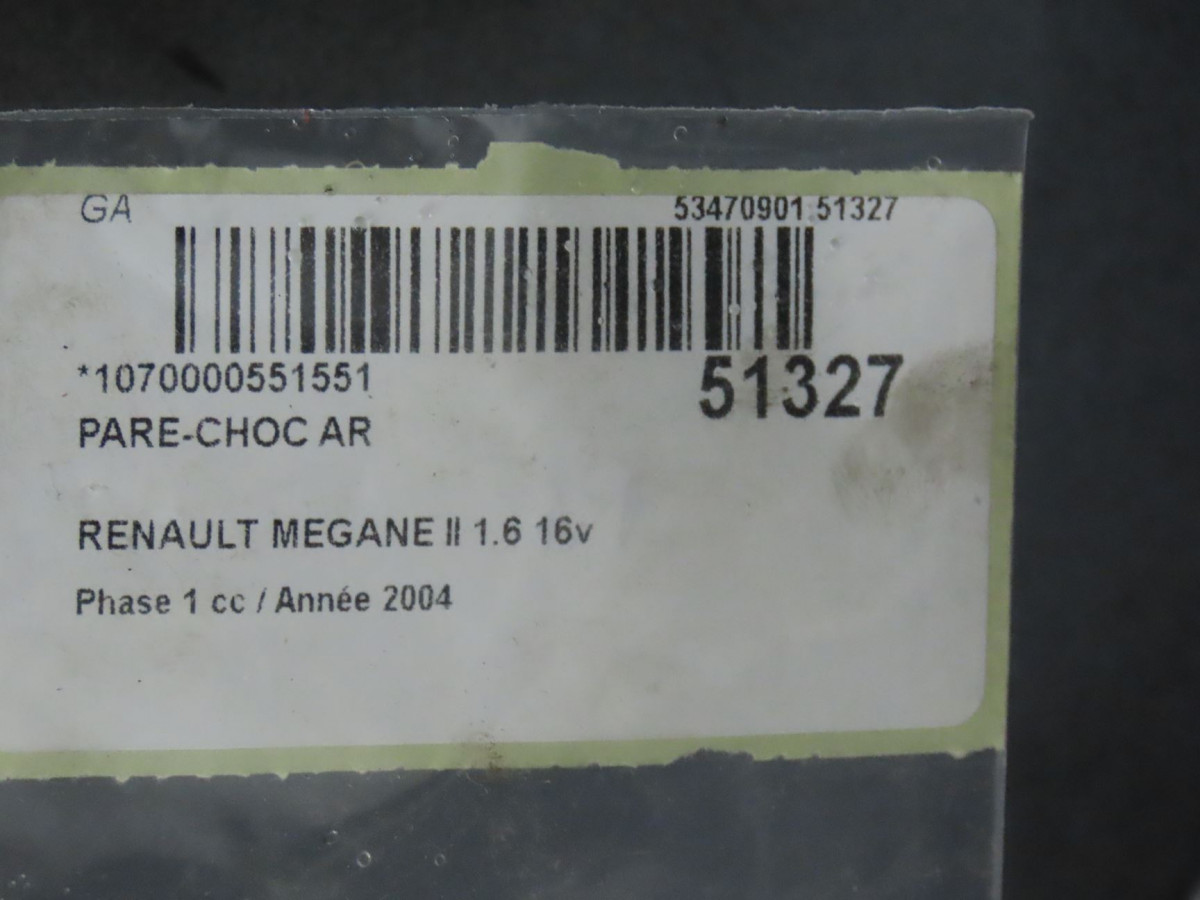 GA 53470901 51327
*1070000551551 51327
PARE-CHOC AR
RENAULT MEGANE II 1.6 16v
Phase 1 cc / Année 2004